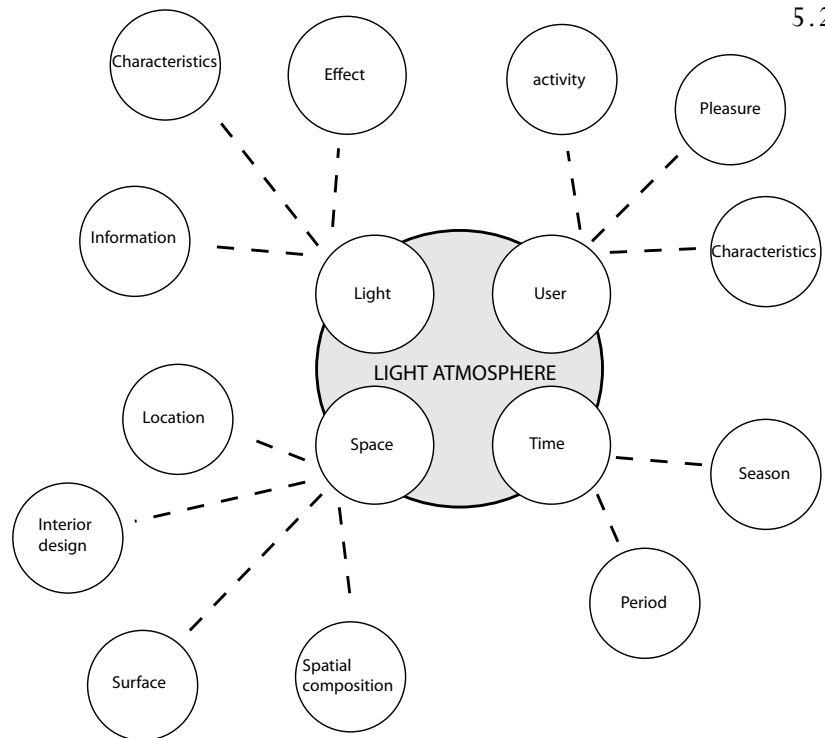 5.2
Characteristics
Effect
activity
Pleasure
Information
Characteristics
Light
User
LIGHT ATMOSPHERE
Location
Space
Time
Season
Interior
design
Period
Surface
Spatial
composition